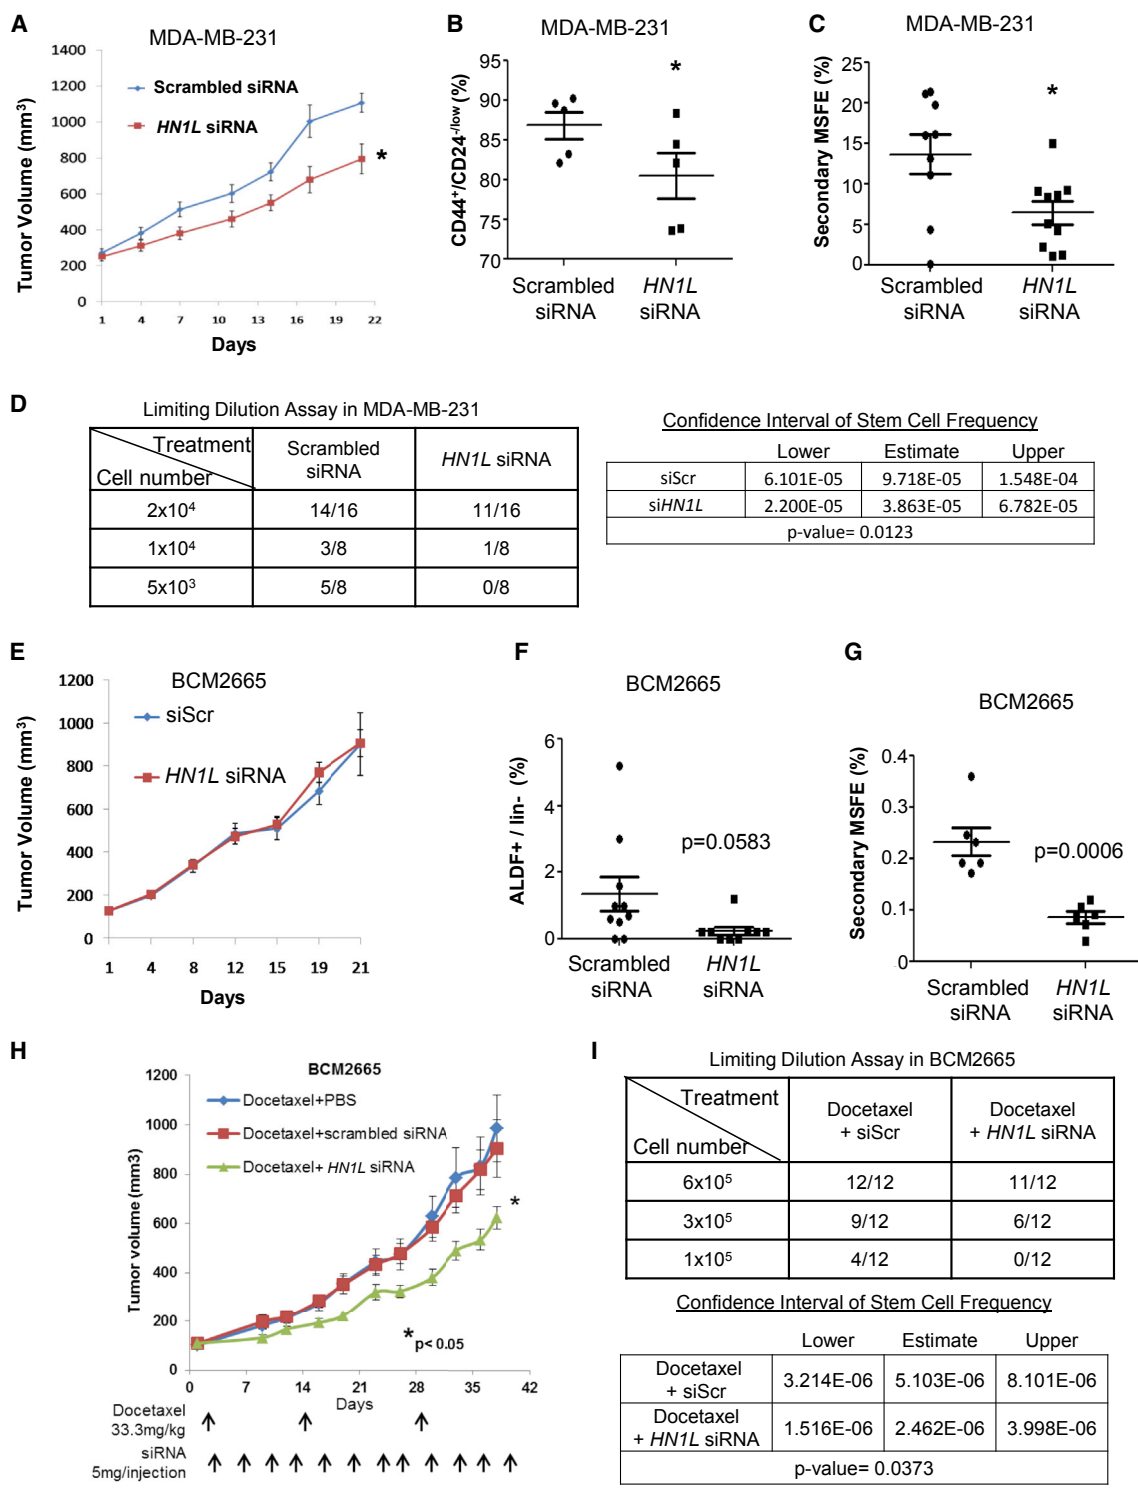 A
MDA-MB-231
1400
1200
1000
800
600
400
200
0
Tumor Volume (mm³)
Scrambled siRNA
HN1L siRNA
*
1 4 7 10 13 16 19 22
Days
B
MDA-MB-231
95
90
85
80
75
70
CD44⁺/CD24⁻/ˡᵒʷ (%)
*
Scrambled siRNA
HN1L siRNA
C
MDA-MB-231
25
20
15
10
5
0
Secondary MSFE (%)
*
Scrambled siRNA
HN1L siRNA
D
Limiting Dilution Assay in MDA-MB-231
Treatment
Cell number
Scrambled siRNA
HN1L siRNA
2x10⁴ 14/16 11/16
1x10⁴ 3/8 1/8
5x10³ 5/8 0/8
Confidence Interval of Stem Cell Frequency
Lower Estimate Upper
siScr 6.101E-05 9.718E-05 1.548E-04
siHN1L 2.200E-05 3.863E-05 6.782E-05
p-value= 0.0123
E
BCM2665
1200
1000
800
600
400
200
0
Tumor Volume (mm³)
siScr
HN1L siRNA
1 4 8 12 15 19 21
Days
F
BCM2665
6
4
2
0
ALDF+ / lin- (%)
p=0.0583
Scrambled siRNA
HN1L siRNA
G
BCM2665
0.4
0.3
0.2
0.1
.0
Secondary MSFE (%)
p=0.0006
Scrambled siRNA
HN1L siRNA
H
BCM2665
1200
1000
800
600
400
200
0
Tumor volume (mm3)
Docetaxel+PBS
Docetaxel+scrambled siRNA
Docetaxel+ HN1L siRNA
*
* p< 0.05
0 7 14 21 28 35 42
Days
Docetaxel
33.3mg/kg
siRNA
5mg/injection
I
Limiting Dilution Assay in BCM2665
Treatment
Cell number
Docetaxel + siScr
Docetaxel + HN1L siRNA
6x10⁵ 12/12 11/12
3x10⁵ 9/12 6/12
1x10⁵ 4/12 0/12
Confidence Interval of Stem Cell Frequency
Lower Estimate Upper
Docetaxel + siScr 3.214E-06 5.103E-06 8.101E-06
Docetaxel + HN1L siRNA 1.516E-06 2.462E-06 3.998E-06
p-value= 0.0373